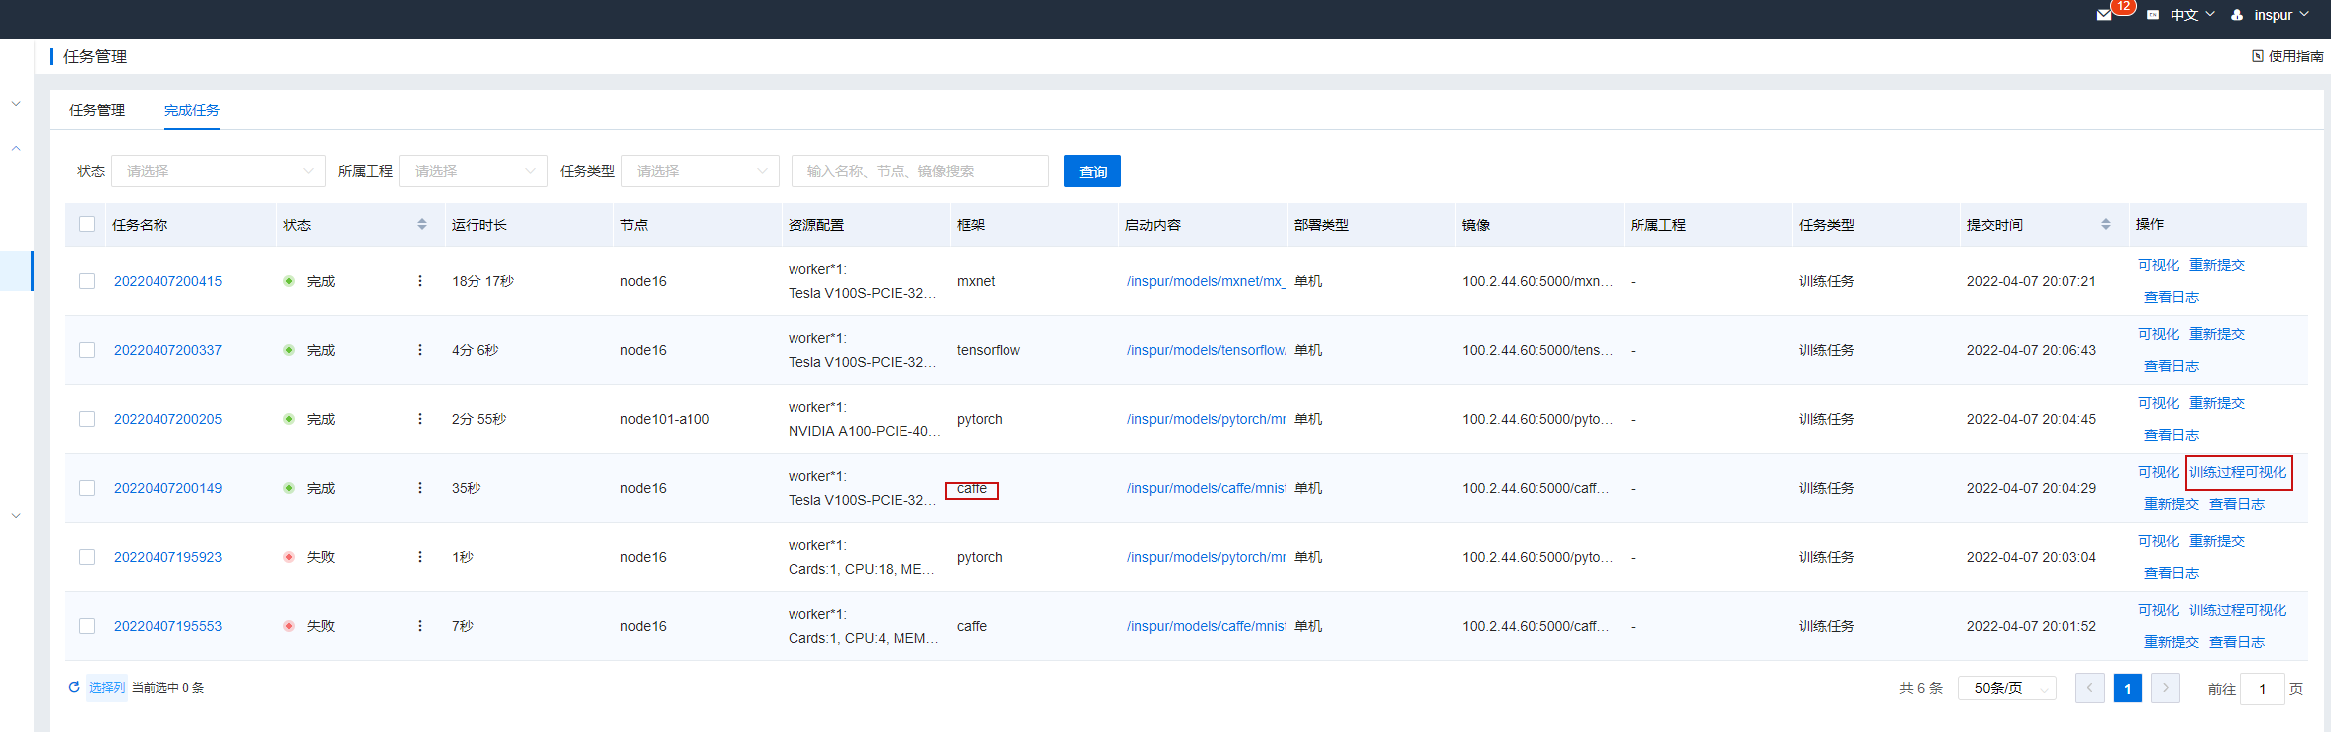 12 中文 inspur
任务管理 使用指南
任务管理 完成任务
状态 请选择 所属工程 请选择 任务类型 请选择 输入名称、节点、镜像搜索 查询
任务名称 状态 运行时长 节点 资源配置 框架 启动内容 部署类型 镜像 所属工程 任务类型 提交时间 操作
20220407200415 完成 18分 17秒 node16 worker*1: Tesla V100S-PCIE-32... mxnet /inspur/models/mxnet/mx_ 单机 100.2.44.60:5000/mxn... - 训练任务 2022-04-07 20:07:21 可视化 重新提交 查看日志
20220407200337 完成 4分 6秒 node16 worker*1: Tesla V100S-PCIE-32... tensorflow /inspur/models/tensorflow 单机 100.2.44.60:5000/tens... - 训练任务 2022-04-07 20:06:43 可视化 重新提交 查看日志
20220407200205 完成 2分 55秒 node101-a100 worker*1: NVIDIA A100-PCIE-40... pytorch /inspur/models/pytorch/mr 单机 100.2.44.60:5000/pyto... - 训练任务 2022-04-07 20:04:45 可视化 重新提交 查看日志
20220407200149 完成 35秒 node16 worker*1: Tesla V100S-PCIE-32... caffe /inspur/models/caffe/mnis 单机 100.2.44.60:5000/caff... - 训练任务 2022-04-07 20:04:29 可视化 训练过程可视化 重新提交 查看日志
20220407195923 失败 1秒 node16 worker*1: Cards:1, CPU:18, ME... pytorch /inspur/models/pytorch/mr 单机 100.2.44.60:5000/pyto... - 训练任务 2022-04-07 20:03:04 可视化 重新提交 查看日志
20220407195553 失败 7秒 node16 worker*1: Cards:1, CPU:4, MEM... caffe /inspur/models/caffe/mnis 单机 100.2.44.60:5000/caff... - 训练任务 2022-04-07 20:01:52 可视化 训练过程可视化 重新提交 查看日志
选择列 当前选中 0 条 共 6 条 50条/页 1 前往 1 页